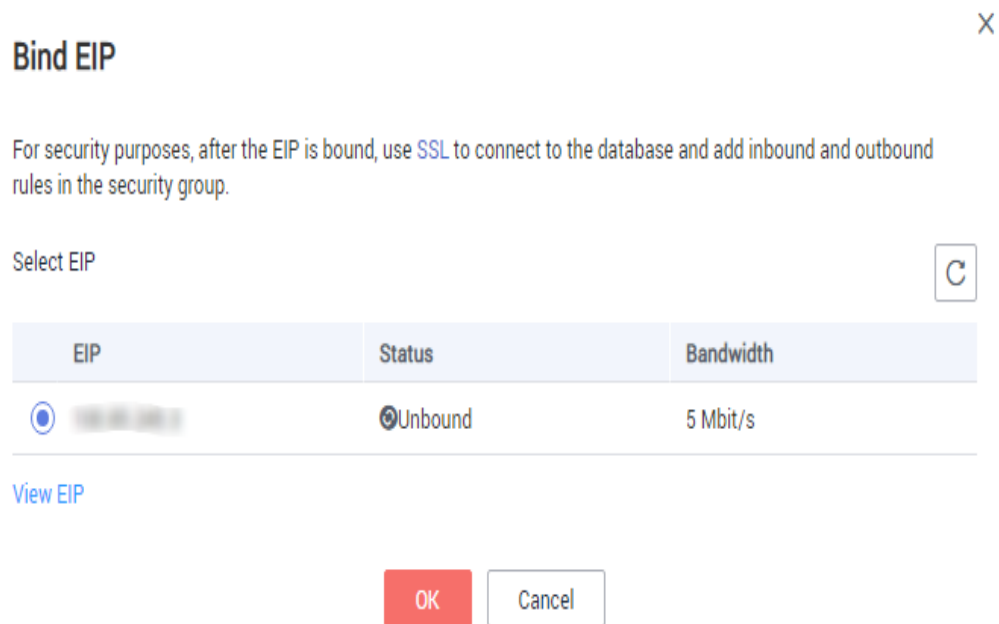 Bind EIP
For security purposes, after the EIP is bound, use SSL to connect to the database and add inbound and outbound
rules in the security group.
Select EIP
EIP Status Bandwidth
Unbound 5 Mbit/s
View EIP
OK Cancel